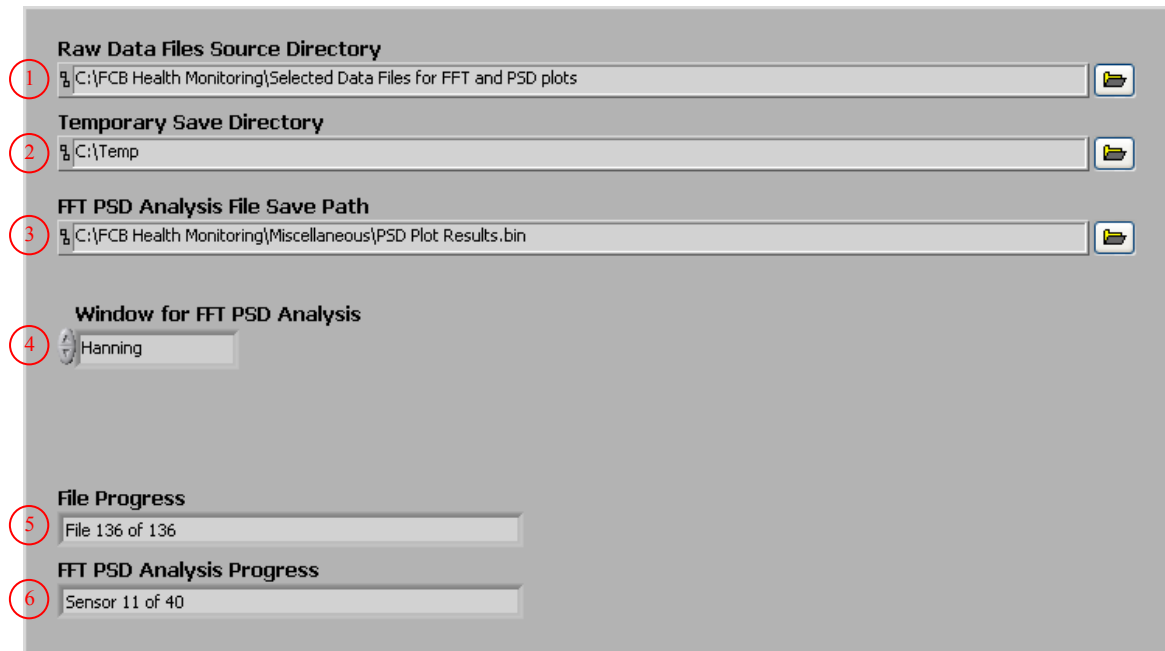 Raw Data Files Source Directory
1 C:\FCB Health Monitoring\Selected Data Files for FFT and PSD plots
Temporary Save Directory
2 C:\Temp
FFT PSD Analysis File Save Path
3 C:\FCB Health Monitoring\Miscellaneous\PSD Plot Results.bin
Window for FFT PSD Analysis
4 Hanning
File Progress
5 File 136 of 136
FFT PSD Analysis Progress
6 Sensor 11 of 40